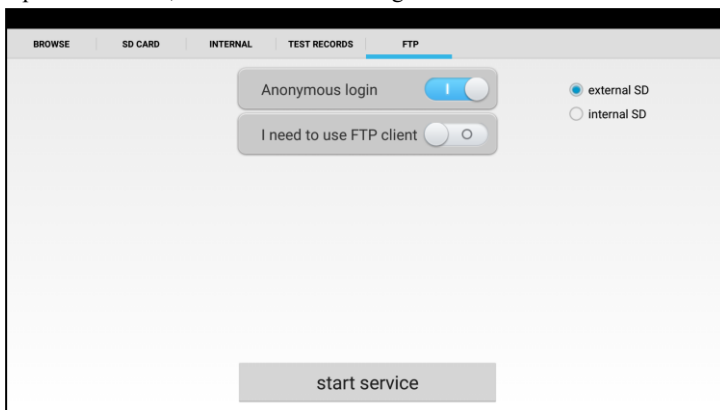 BROWSE SD CARD INTERNAL TEST RECORDS FTP
Anonymous login
external SD
internal SD
I need to use FTP client
start service